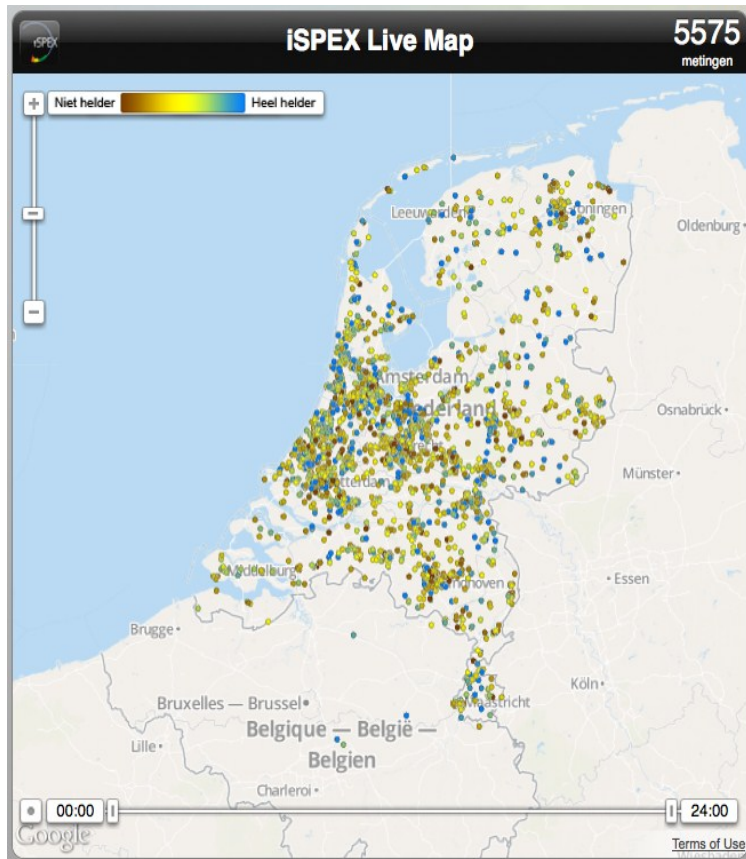 iSPEX
iSPEX Live Map
5575
metingen
Niet helder
Heel helder
Leeuwarden
Groningen
Oldenburg
Amsterdam
Nederland
Osnabrück
Münster
Rotterdam
Middelburg
Eindhoven
Essen
Brugge
Köln
Bruxelles — Brussel
Maastricht
Belgique — België —
Belgien
Lille
Charleroi
00:00
24:00
Google
Terms of Use